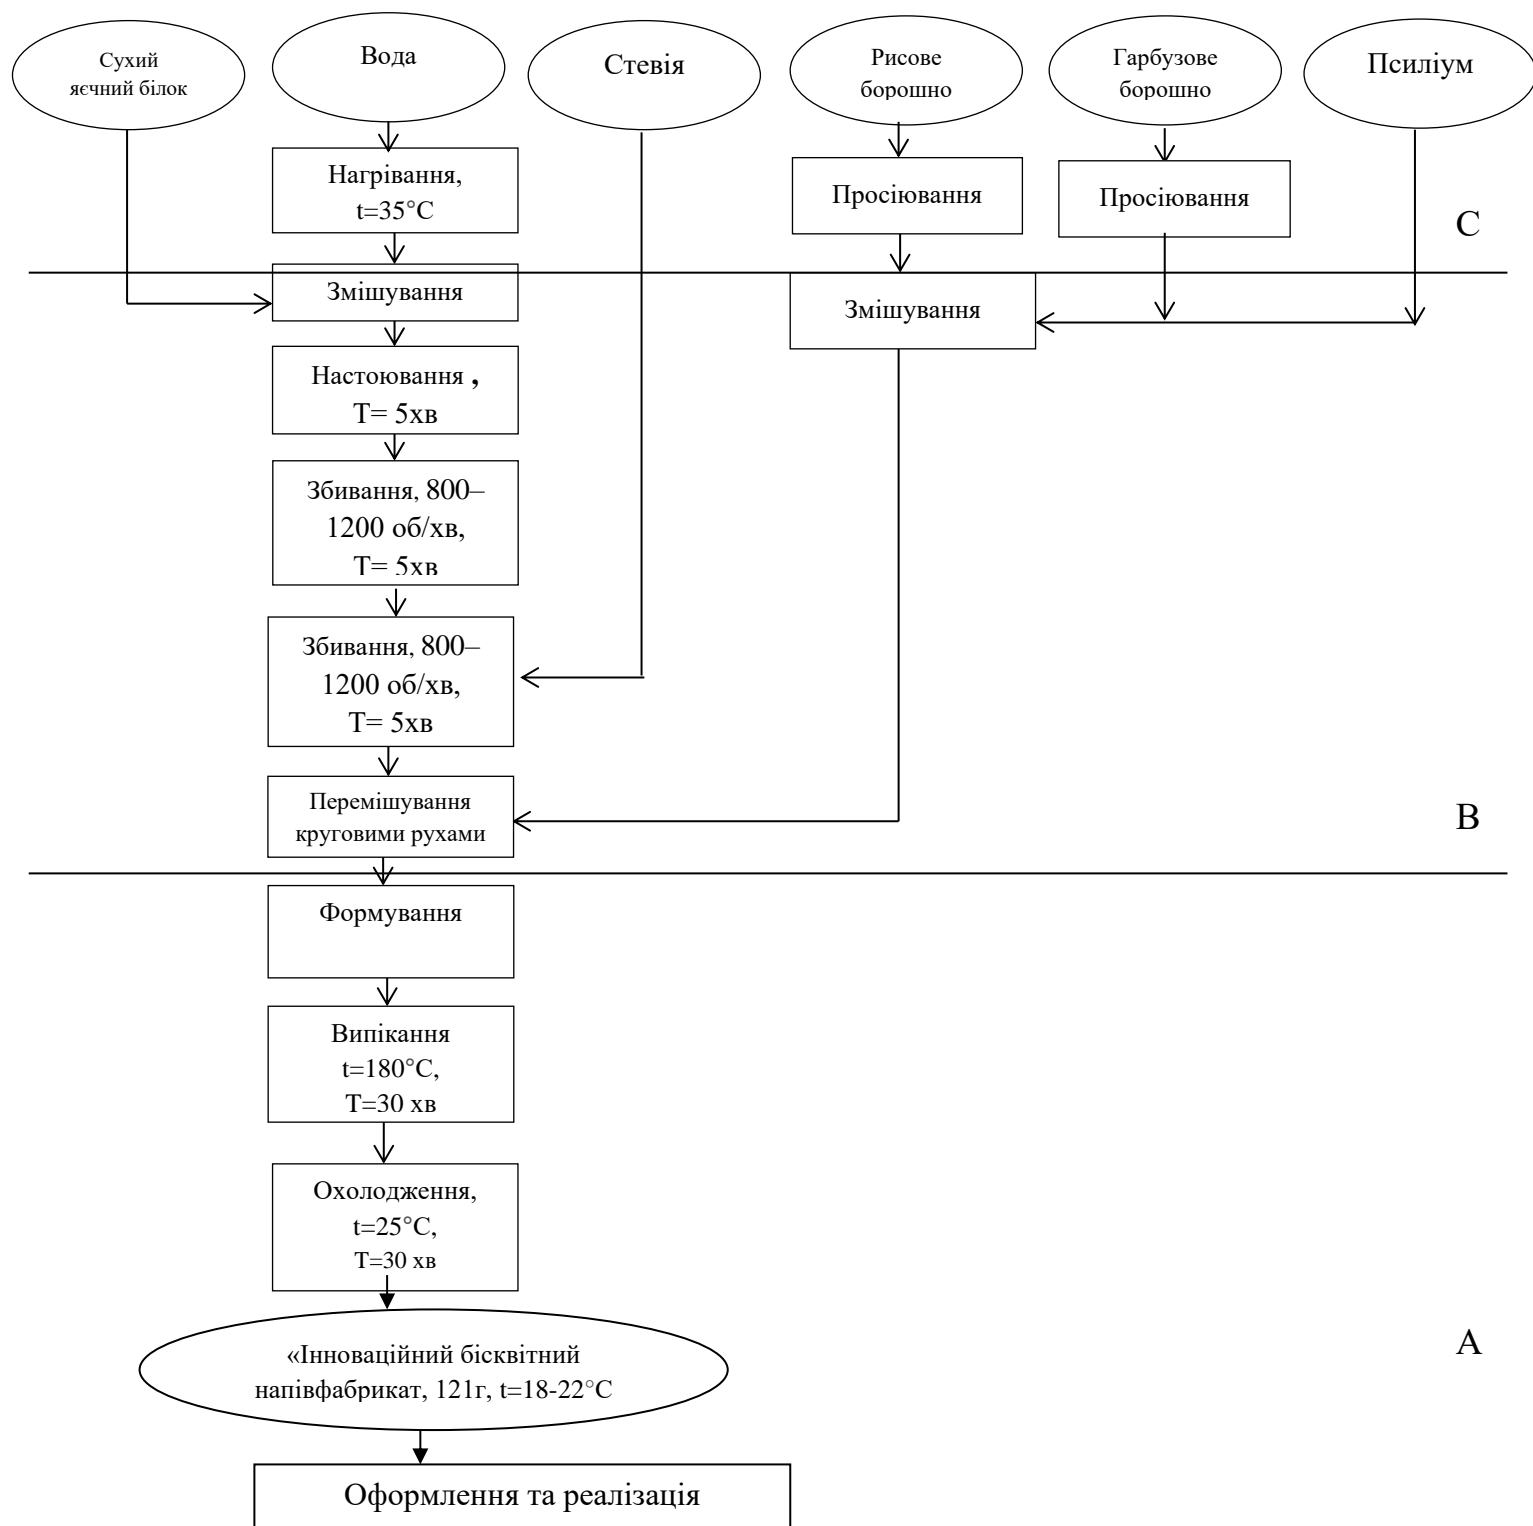 Сухий
яєчний білок
Вода
Стевія
Рисове
борошно
Гарбузове
борошно
Псиліум
Нагрівання,
t=35°С
Просіювання
Просіювання
С
Змішування
Змішування
Настоювання ,
Т= 5хв
Збивання, 800–
1200 об/хв,
Т= 5хв
Збивання, 800–
1200 об/хв,
Т= 5хв
Перемішування
круговими рухами
В
Формування
Випікання
t=180°С,
Т=30 хв
Охолодження,
t=25°С,
Т=30 хв
«Інноваційний бісквітний
напівфабрикат, 121г, t=18-22°С
А
Оформлення та реалізація